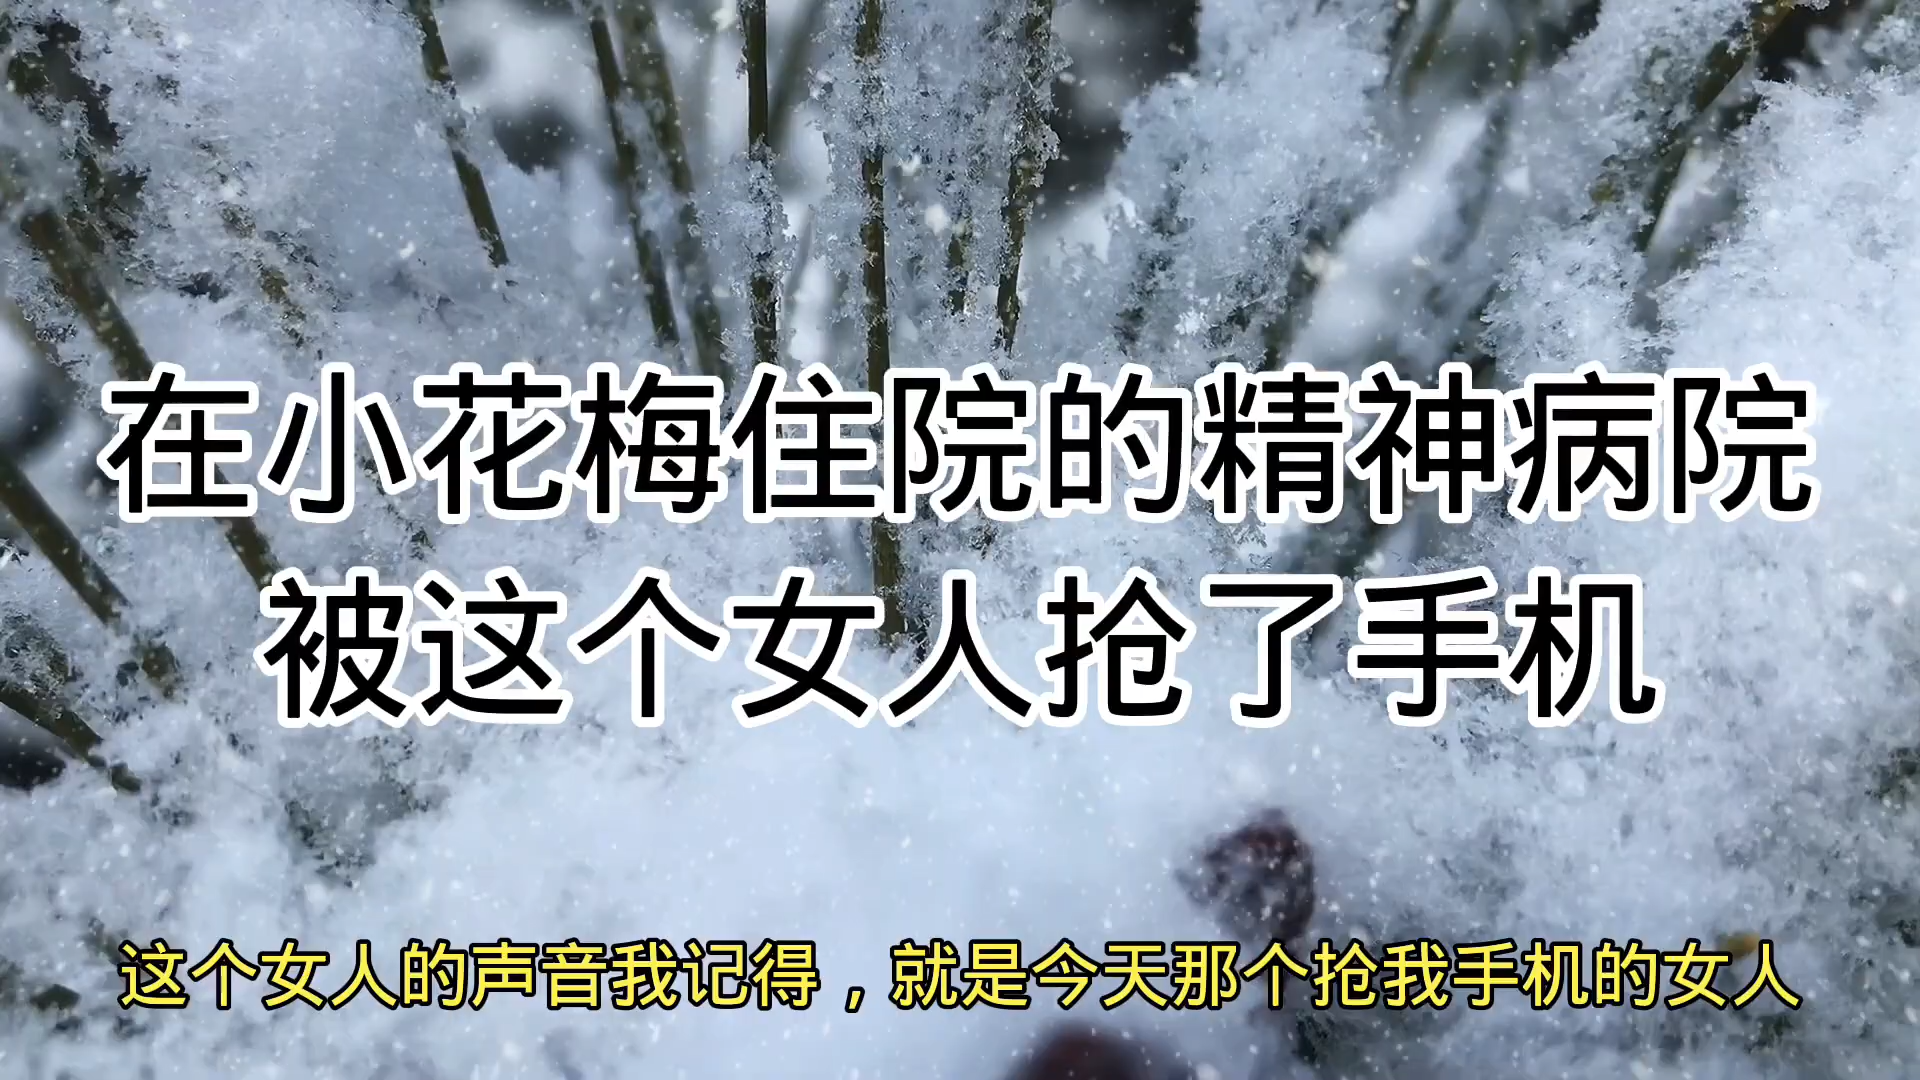 在小花梅住院的精神病院
被这个女人抢了手机
这个女人的声音我记得，就是今天那个抢我手机的女人